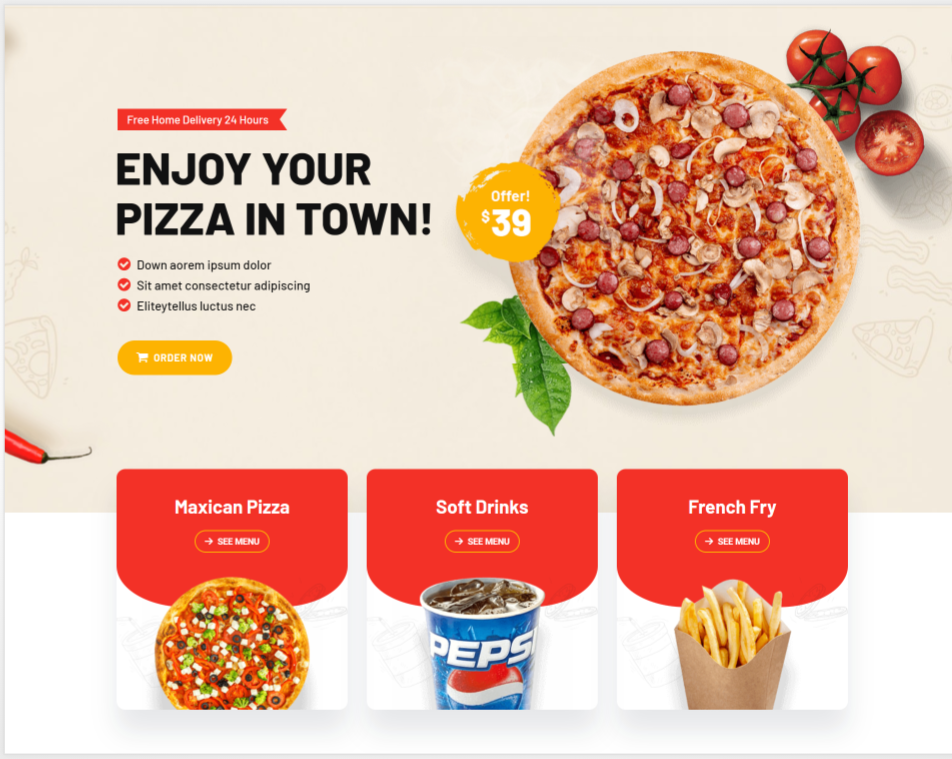 Free Home Delivery 24 Hours
ENJOY YOUR
PIZZA IN TOWN!
Offer!
$39
Down aorem ipsum dolor
Sit amet consectetur adipiscing
Eliteytellus luctus nec
ORDER NOW
Maxican Pizza
SEE MENU
Soft Drinks
SEE MENU
PEPSI
French Fry
SEE MENU